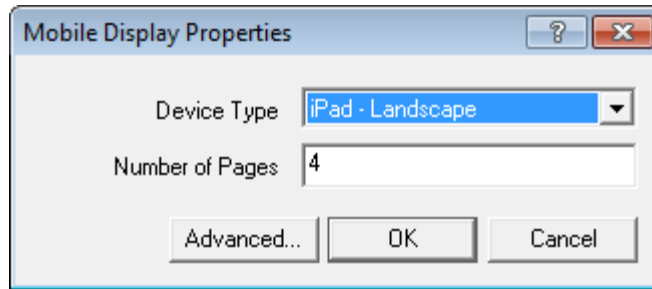 Mobile Display Properties
Device Type iPad - Landscape
Number of Pages 4
Advanced... OK Cancel